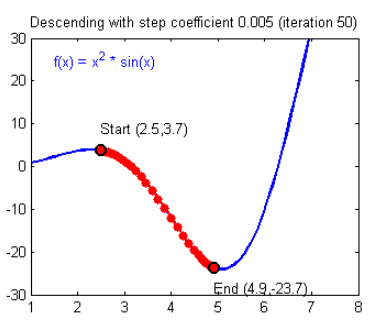 Descending with step coefficient 0.005 (iteration 50)
30
f(x) = x² * sin(x)
20
Start (2.5,3.7)
10
0
-10
-20
End (4.9,-23.7)
-30
1 2 3 4 5 6 7 8